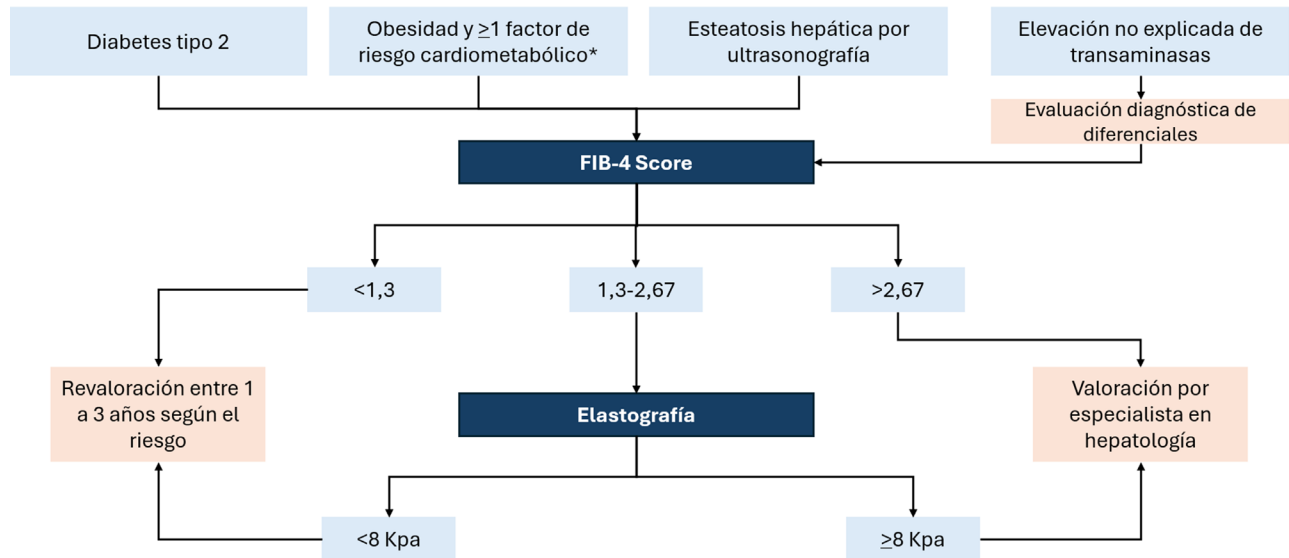 Diabetes tipo 2
Obesidad y ≥1 factor de
riesgo cardiometabólico*
Esteatosis hepática por
ultrasonografía
Elevación no explicada de
transaminasas
Evaluación diagnóstica de
diferenciales
FIB-4 Score
<1,3
1,3-2,67
>2,67
Revaloración entre 1
a 3 años según el
riesgo
Elastografía
Valoración por
especialista en
hepatología
<8 Kpa
≥8 Kpa